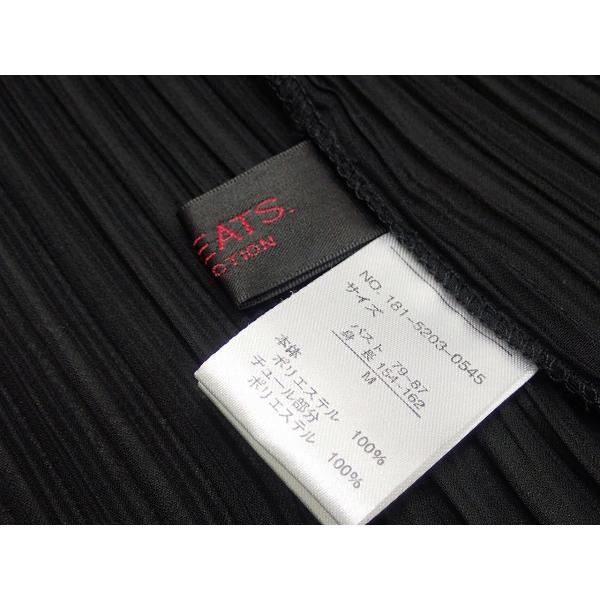 EATS.
CTION
NO. 181-5203-0545
サイズ
バスト 79-87
身長 154-162
M
本体
ポリエステル 100%
チュール部分
ポリエステル 100%